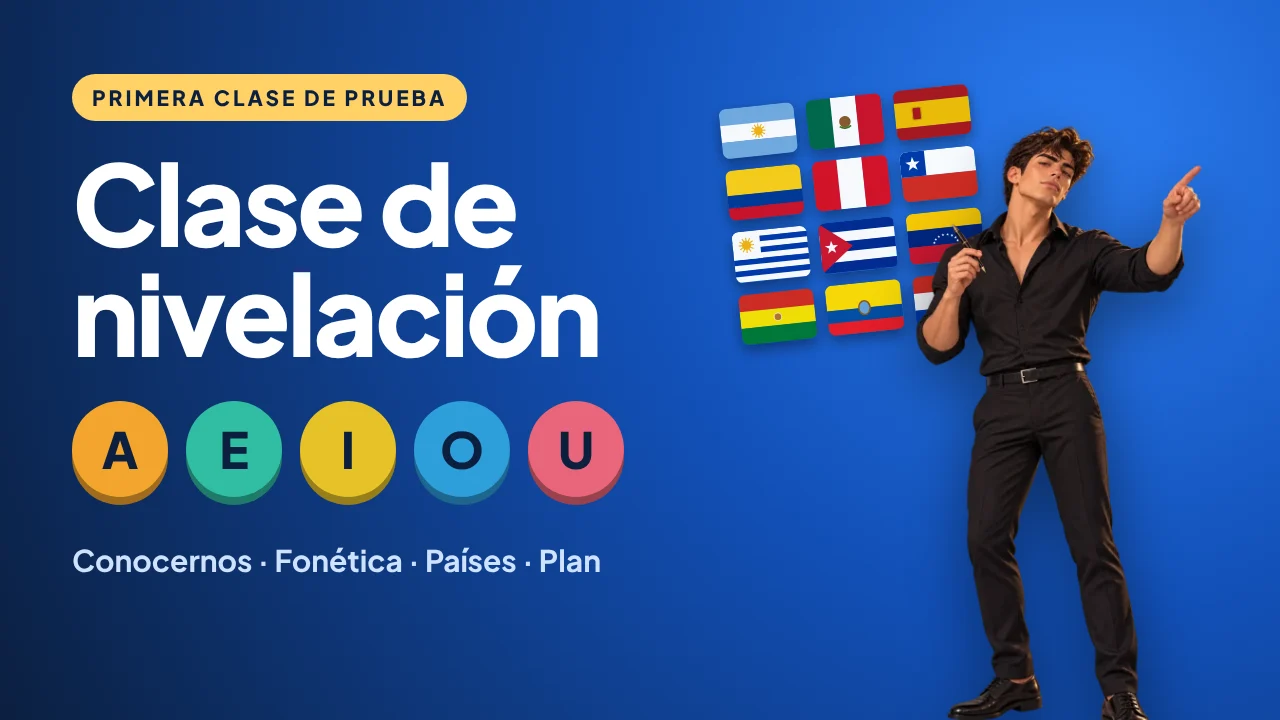 PRIMERA CLASE DE PRUEBA
Clase de
nivelación
A E I O U
Conocernos · Fonética · Países · Plan